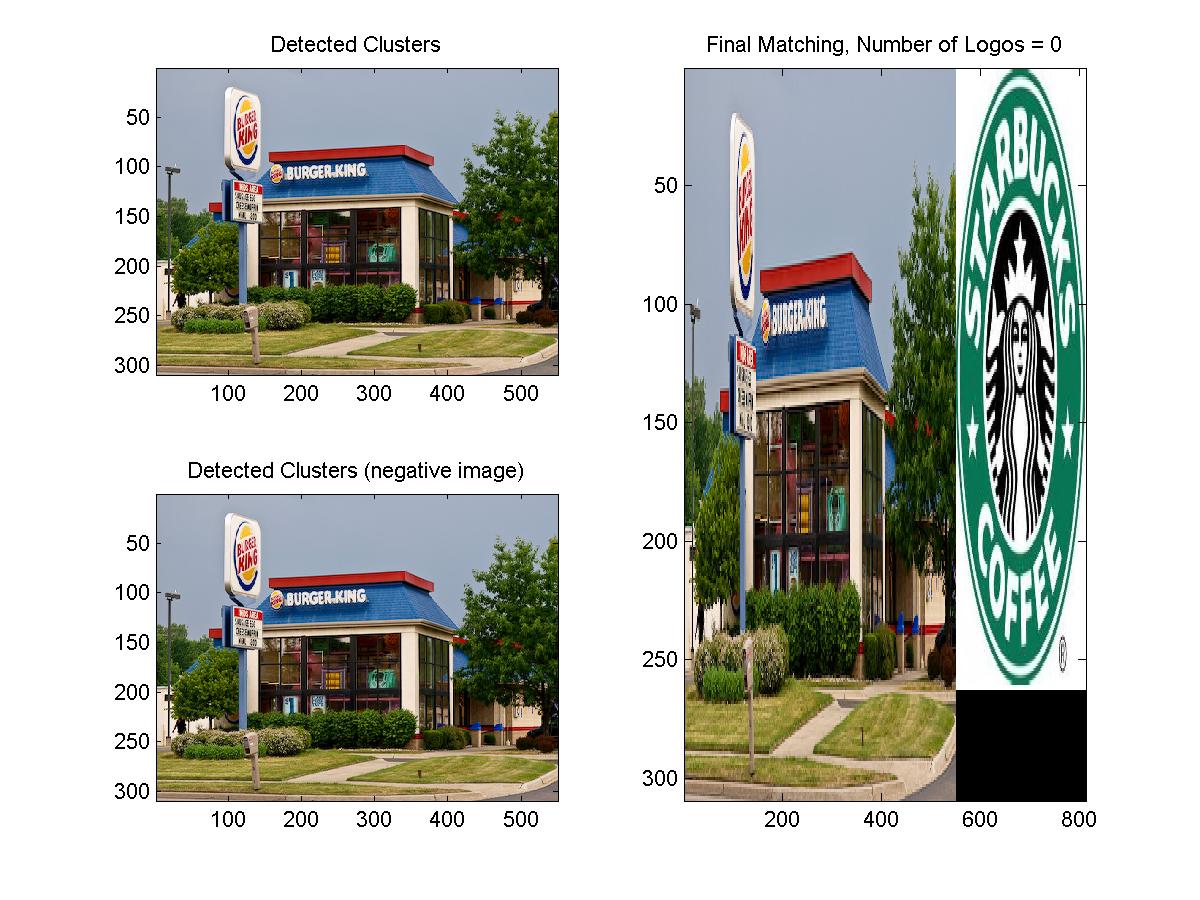 Detected Clusters
50
100
150
200
250
300
100 200 300 400 500
BURGER
KING
BURGER KING
Detected Clusters (negative image)
50
100
150
200
250
300
100 200 300 400 500
BURGER
KING
BURGER KING
Final Matching, Number of Logos = 0
50
100
150
200
250
300
200 400 600 800
BURGER
KING
BURGER KING
STARBUCKS
COFFEE
®